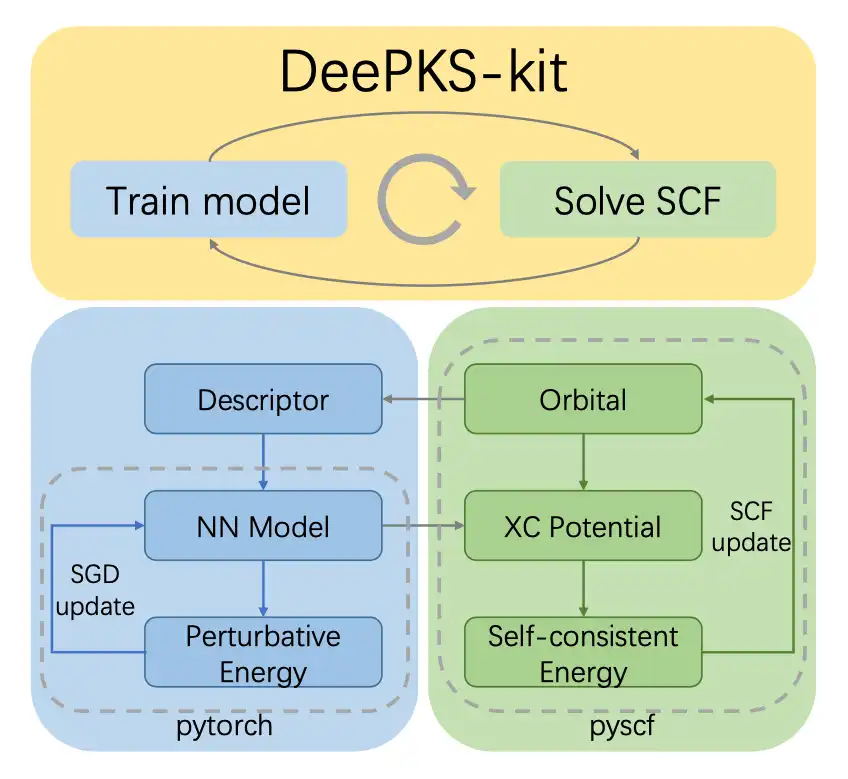 DeePKS-kit
Train model
Solve SCF
Descriptor
NN Model
SGD
update
Perturbative
Energy
pytorch
Orbital
XC Potential
SCF
update
Self-consistent
Energy
pyscf